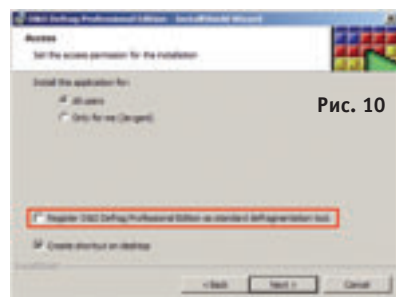 O&O Defrag Professional Edition - InstallShield Wizard
Access
Set the access permission for the installation
Install the application for:
All users
Only for me
Рис. 10
Register O&O Defrag Professional Edition as standard defragmentation tool
Create shortcut on desktop
< Back
Next >
Cancel